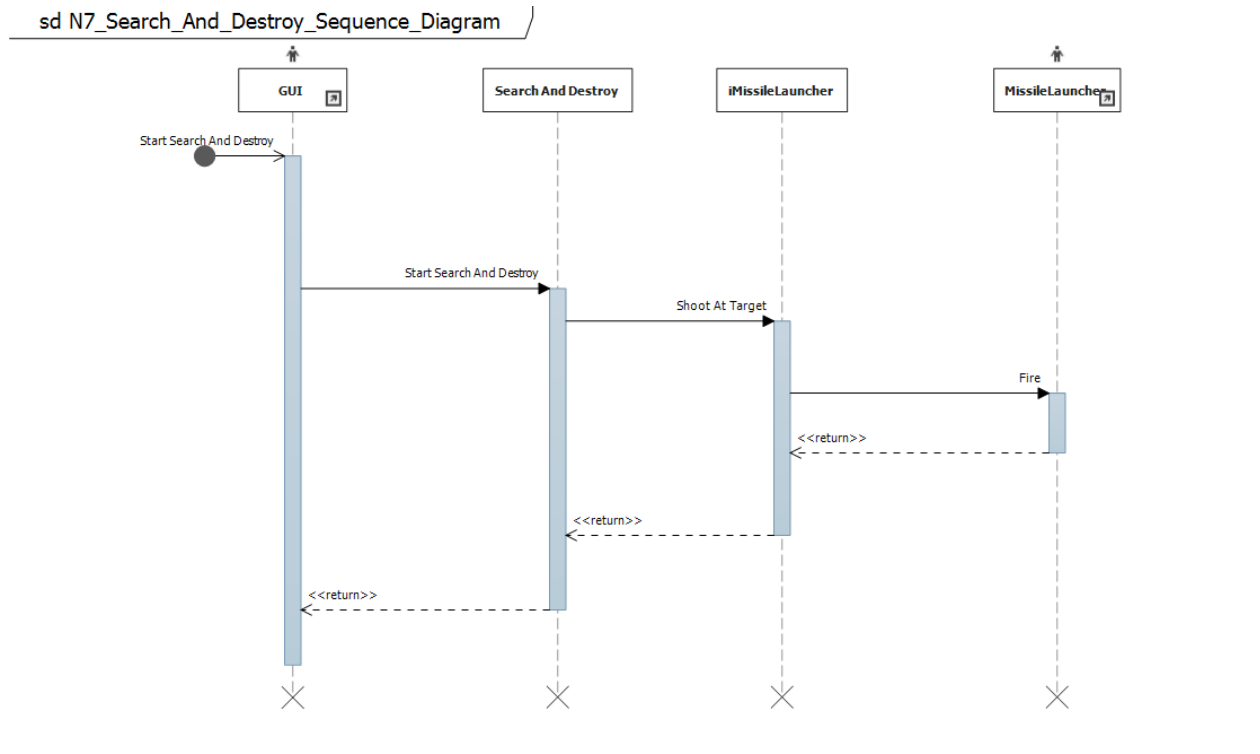 sd N7_Search_And_Destroy_Sequence_Diagram
GUI
Search And Destroy
iMissileLauncher
MissileLauncher
Start Search And Destroy
Start Search And Destroy
Shoot At Target
Fire
<<return>>
<<return>>
<<return>>